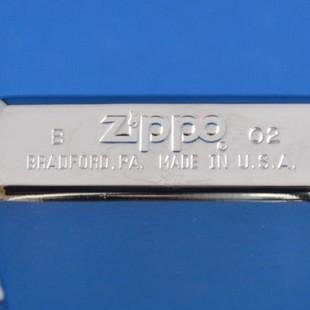 B Zippo® 02
BRADFORD, PA. MADE IN U.S.A.